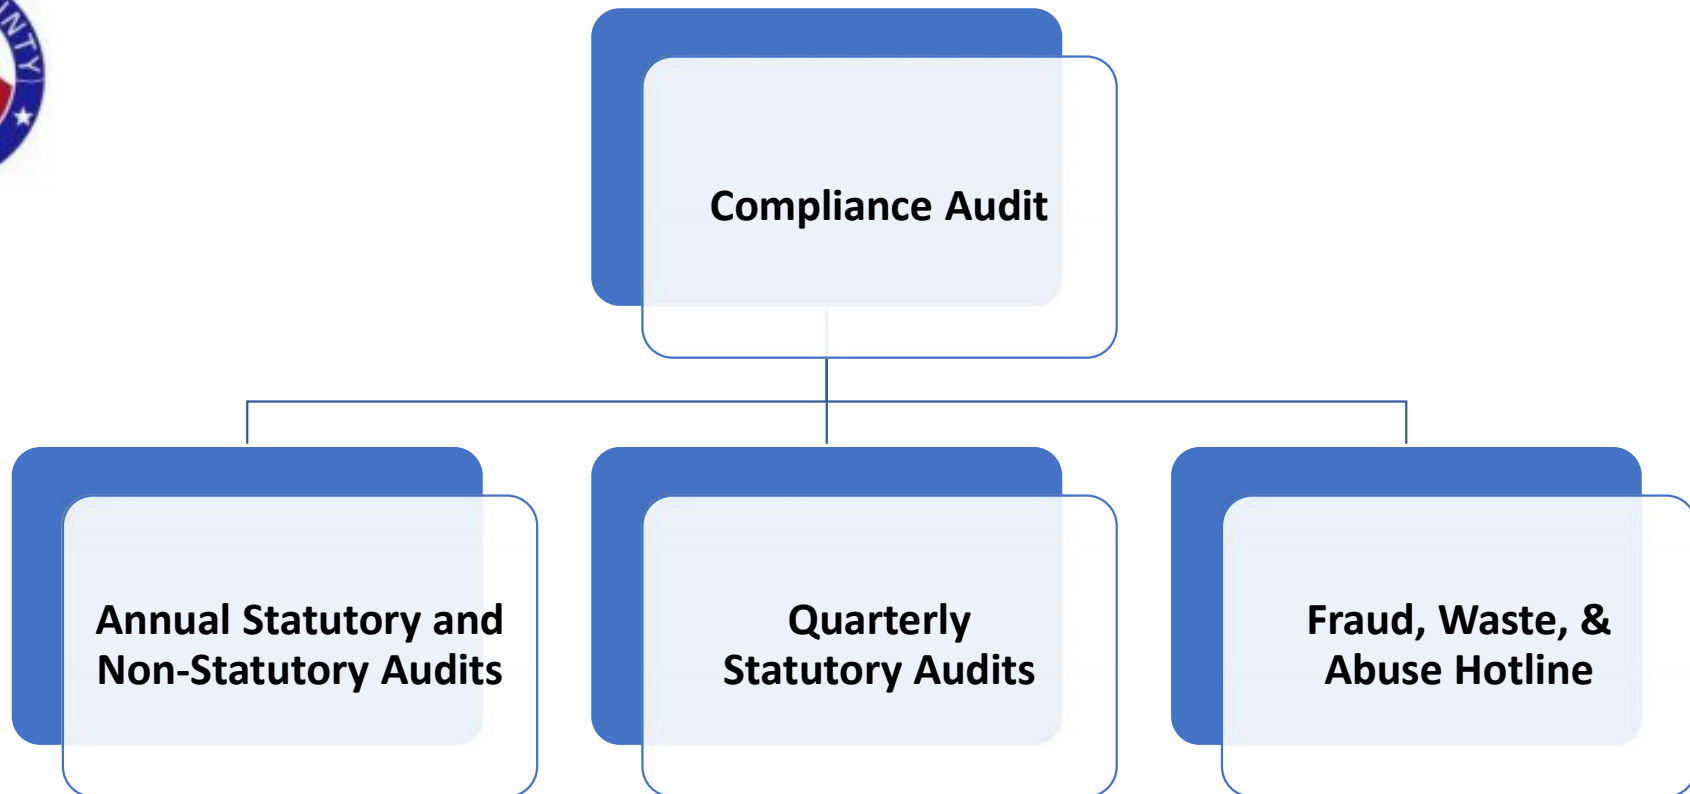 Compliance Audit
Annual Statutory and
Non-Statutory Audits
Quarterly
Statutory Audits
Fraud, Waste, &
Abuse Hotline